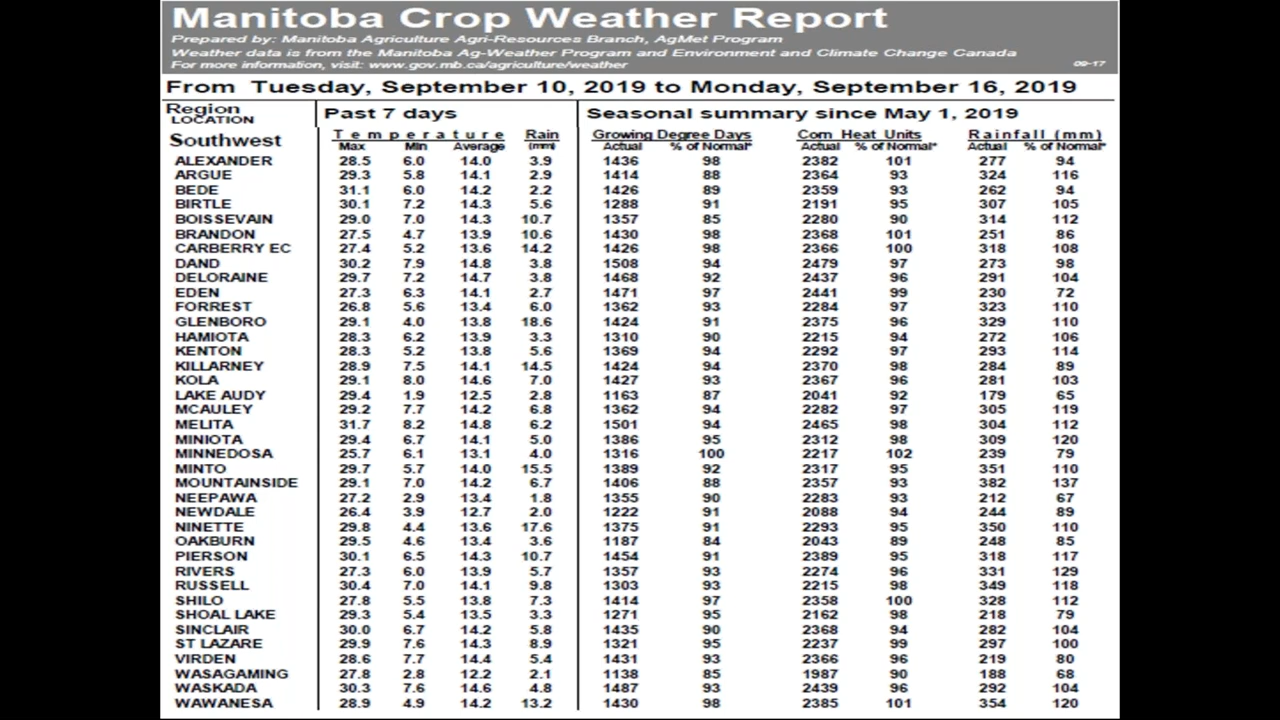 Manitoba Crop Weather Report
Prepared by: Manitoba Agriculture Agri-Resources Branch, AgMet Program
Weather data is from the Manitoba Ag-Weather Program and Environment and Climate Change Canada
For more information, visit: www.gov.mb.ca/agriculture/weather 09-17
From Tuesday, September 10, 2019 to Monday, September 16, 2019
Region Past 7 days Seasonal summary since May 1, 2019
LOCATION
Southwest Temperature Rain Growing Degree Days Corn Heat Units Rainfall (mm)
Max Min Average (mm) Actual % of Normal* Actual % of Normal* Actual % of Normal*
ALEXANDER 28.5 6.0 14.0 3.9 1436 98 2382 101 277 94
ARGUE 29.3 5.8 14.1 2.9 1414 88 2364 93 324 116
BEDE 31.1 6.0 14.2 2.2 1426 89 2359 93 262 94
BIRTLE 30.1 7.2 14.3 5.6 1288 91 2191 95 307 105
BOISSEVAIN 29.0 7.0 14.3 10.7 1357 85 2280 90 314 112
BRANDON 27.5 4.7 13.9 10.6 1430 98 2368 101 251 86
CARBERRY EC 27.4 5.2 13.6 14.2 1426 98 2366 100 318 108
DAND 30.2 7.9 14.8 3.8 1508 94 2479 97 273 98
DELORAINE 29.7 7.2 14.7 3.8 1468 92 2437 96 291 104
EDEN 27.3 6.3 14.1 2.7 1471 97 2441 99 230 72
FORREST 26.8 5.6 13.4 6.0 1362 93 2284 97 323 110
GLENBORO 29.1 4.0 13.8 18.6 1424 91 2375 96 329 110
HAMIOTA 28.3 6.2 13.9 3.3 1310 90 2215 94 272 106
KENTON 28.3 5.2 13.8 5.6 1369 94 2292 97 293 114
KILLARNEY 28.9 7.5 14.1 14.5 1424 94 2370 98 284 89
KOLA 29.1 8.0 14.6 7.0 1427 93 2367 96 281 103
LAKE AUDY 29.4 1.9 12.5 2.8 1163 87 2041 92 179 65
MCAULEY 29.2 7.7 14.2 6.8 1362 94 2282 97 305 119
MELITA 31.7 8.2 14.8 6.2 1501 94 2465 98 304 112
MINIOTA 29.4 6.7 14.1 5.0 1386 95 2312 98 309 120
MINNEDOSA 25.7 6.1 13.1 4.0 1316 100 2217 102 239 79
MINTO 29.7 5.7 14.0 15.5 1389 92 2317 95 351 110
MOUNTAINSIDE 29.1 7.0 14.2 6.7 1406 88 2357 93 382 137
NEEPAWA 27.2 2.9 13.4 1.8 1355 90 2283 93 212 67
NEWDALE 26.4 3.9 12.7 2.0 1222 91 2088 94 244 89
NINETTE 29.8 4.4 13.6 17.6 1375 91 2293 95 350 110
OAKBURN 29.5 4.6 13.4 3.6 1187 84 2043 89 248 85
PIERSON 30.1 6.5 14.3 10.7 1454 91 2389 95 318 117
RIVERS 27.3 6.0 13.9 5.7 1357 93 2274 96 331 129
RUSSELL 30.4 7.0 14.1 9.8 1303 93 2215 98 349 118
SHILO 27.8 5.5 13.8 7.3 1414 97 2358 100 328 112
SHOAL LAKE 29.3 5.4 13.5 3.3 1271 95 2162 98 218 79
SINCLAIR 30.0 6.7 14.2 5.8 1435 90 2368 94 282 104
ST LAZARE 29.9 7.6 14.3 8.9 1321 95 2237 99 297 100
VIRDEN 28.6 7.7 14.4 5.4 1431 93 2366 96 219 80
WASAGAMING 27.8 2.8 12.2 2.1 1138 85 1987 90 188 68
WASKADA 30.3 7.6 14.6 4.8 1487 93 2439 96 292 104
WAWANESA 28.9 4.9 14.2 13.2 1430 98 2385 101 354 120